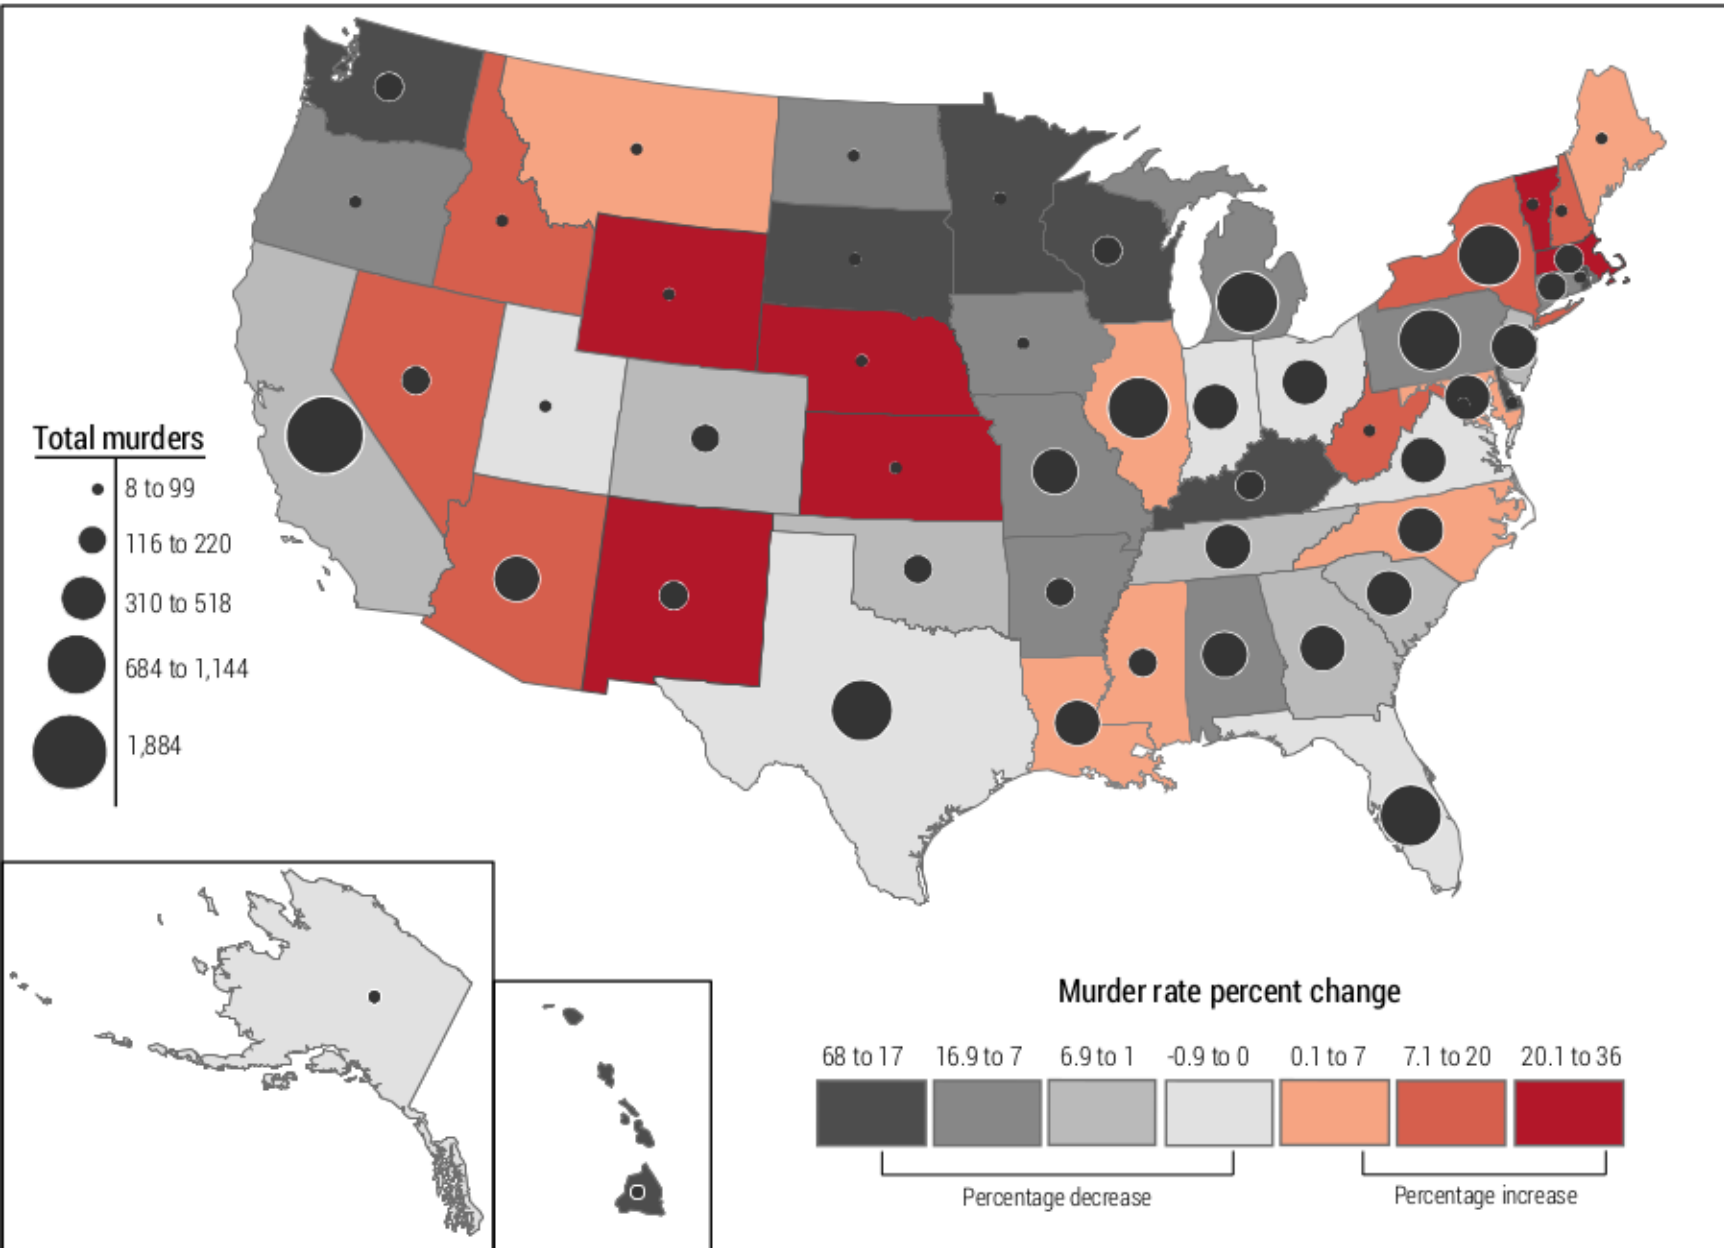 Total murders
8 to 99
116 to 220
310 to 518
684 to 1,144
1,884
Murder rate percent change
68 to 17 16.9 to 7 6.9 to 1 -0.9 to 0 0.1 to 7 7.1 to 20 20.1 to 36
Percentage decrease Percentage increase